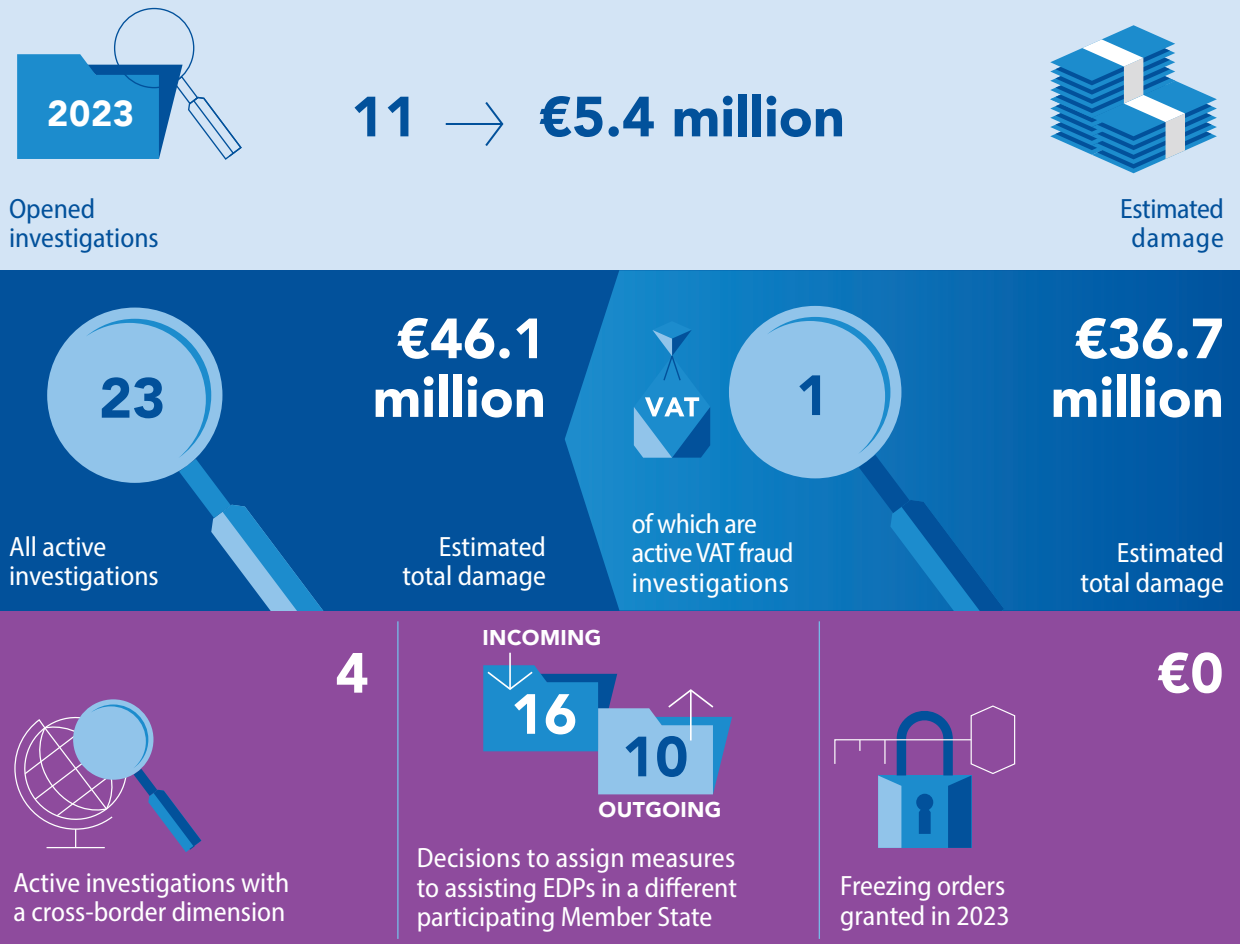 2023
11 → €5.4 million
Opened
investigations
Estimated
damage
23
€46.1
million
All active
investigations
Estimated
total damage
VAT
1
€36.7
million
of which are
active VAT fraud
investigations
Estimated
total damage
4
Active investigations with
a cross-border dimension
INCOMING
16
10
OUTGOING
Decisions to assign measures
to assisting EDPs in a different
participating Member State
€0
Freezing orders
granted in 2023